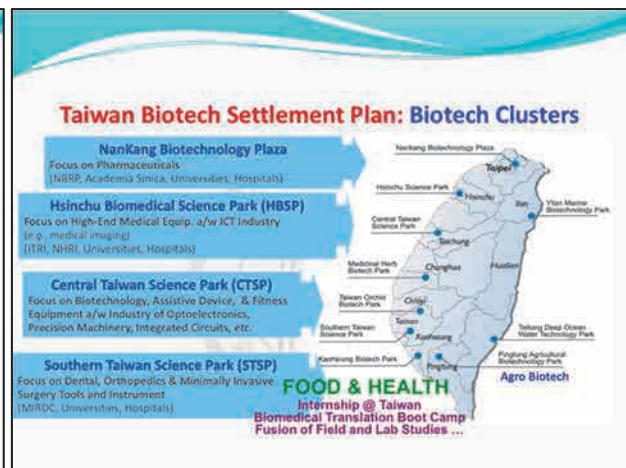 Taiwan Biotech Settlement Plan: Biotech Clusters
NanKang Biotechnology Plaza
Focus on Pharmaceuticals
(NBRP, Academia Sinica, Universities, Hospitals)
Hsinchu Biomedical Science Park (HBSP)
Focus on High-End Medical Equip. a/w ICT Industry
(e.g., medical imaging)
(ITRI, NHRI, Universities, Hospitals)
Central Taiwan Science Park (CTSP)
Focus on Biotechnology, Assistive Device, & Fitness
Equipment a/w Industry of Optoelectronics,
Precision Machinery, Integrated Circuits, etc.
Southern Taiwan Science Park (STSP)
Focus on Dental, Orthopedics & Minimally Invasive
Surgery Tools and Instrument
(MIRDC, Universities, Hospitals)
Nankang Biotechnology Plaza
Taipei
Hsinchu Science Park
Hsinchu
Ilan
Yilan Marine
Biotechnology Park
Central Taiwan
Science Park
Taichung
Medicinal Herb
Biotech Park
Changhua
Hualien
Taiwan Orchid
Biotech Park
Chiayi
Southern Taiwan
Science Park
Tainan
Kaohsiung
Kaohsiung Biotech Park
Pingtung
Taitung Deep Ocean
Water Technology Park
Pingtung Agricultural
Biotechnology Park
Agro Biotech
FOOD & HEALTH
Internship @ Taiwan
Biomedical Translation Boot Camp
Fusion of Field and Lab Studies ...